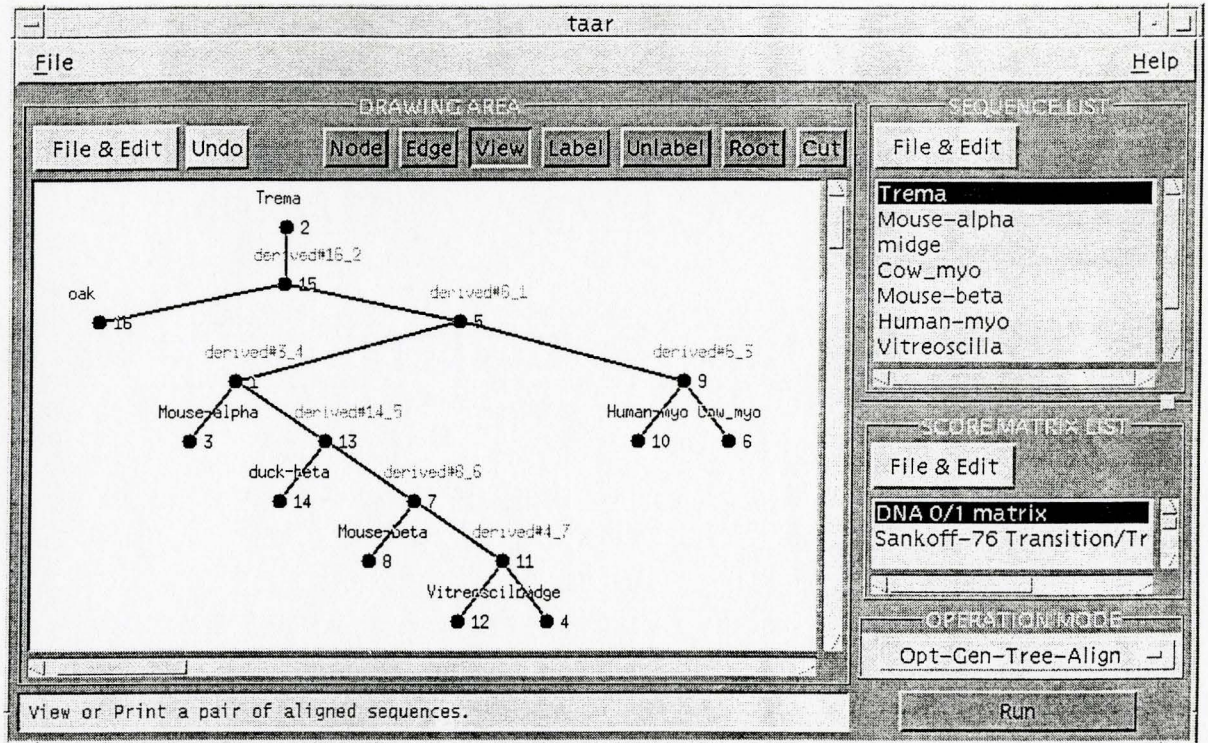 taar
File Help
DRAWING AREA
File & Edit Undo Node Edge View Label Unlabel Root Cut
Trema
2
derived#16_2
15
oak
16
derived#6_1
5
derived#3_4
1
derived#5_3
9
Mouse-alpha
3
derived#14_5
13
Human-myo Cow_myo
10 6
duck-beta
14
derived#8_6
7
Mouse-beta
8
derived#4_7
11
12 4
View or Print a pair of aligned sequences.
SEQUENCE LIST
File & Edit
Trema
Mouse-alpha
midge
Cow_myo
Mouse-beta
Human-myo
Vitreoscilla
SCORE MATRIX LIST
File & Edit
DNA 0/1 matrix
Sankoff-76 Transition/Tr
OPERATION MODE
Opt-Gen-Tree-Align
Run